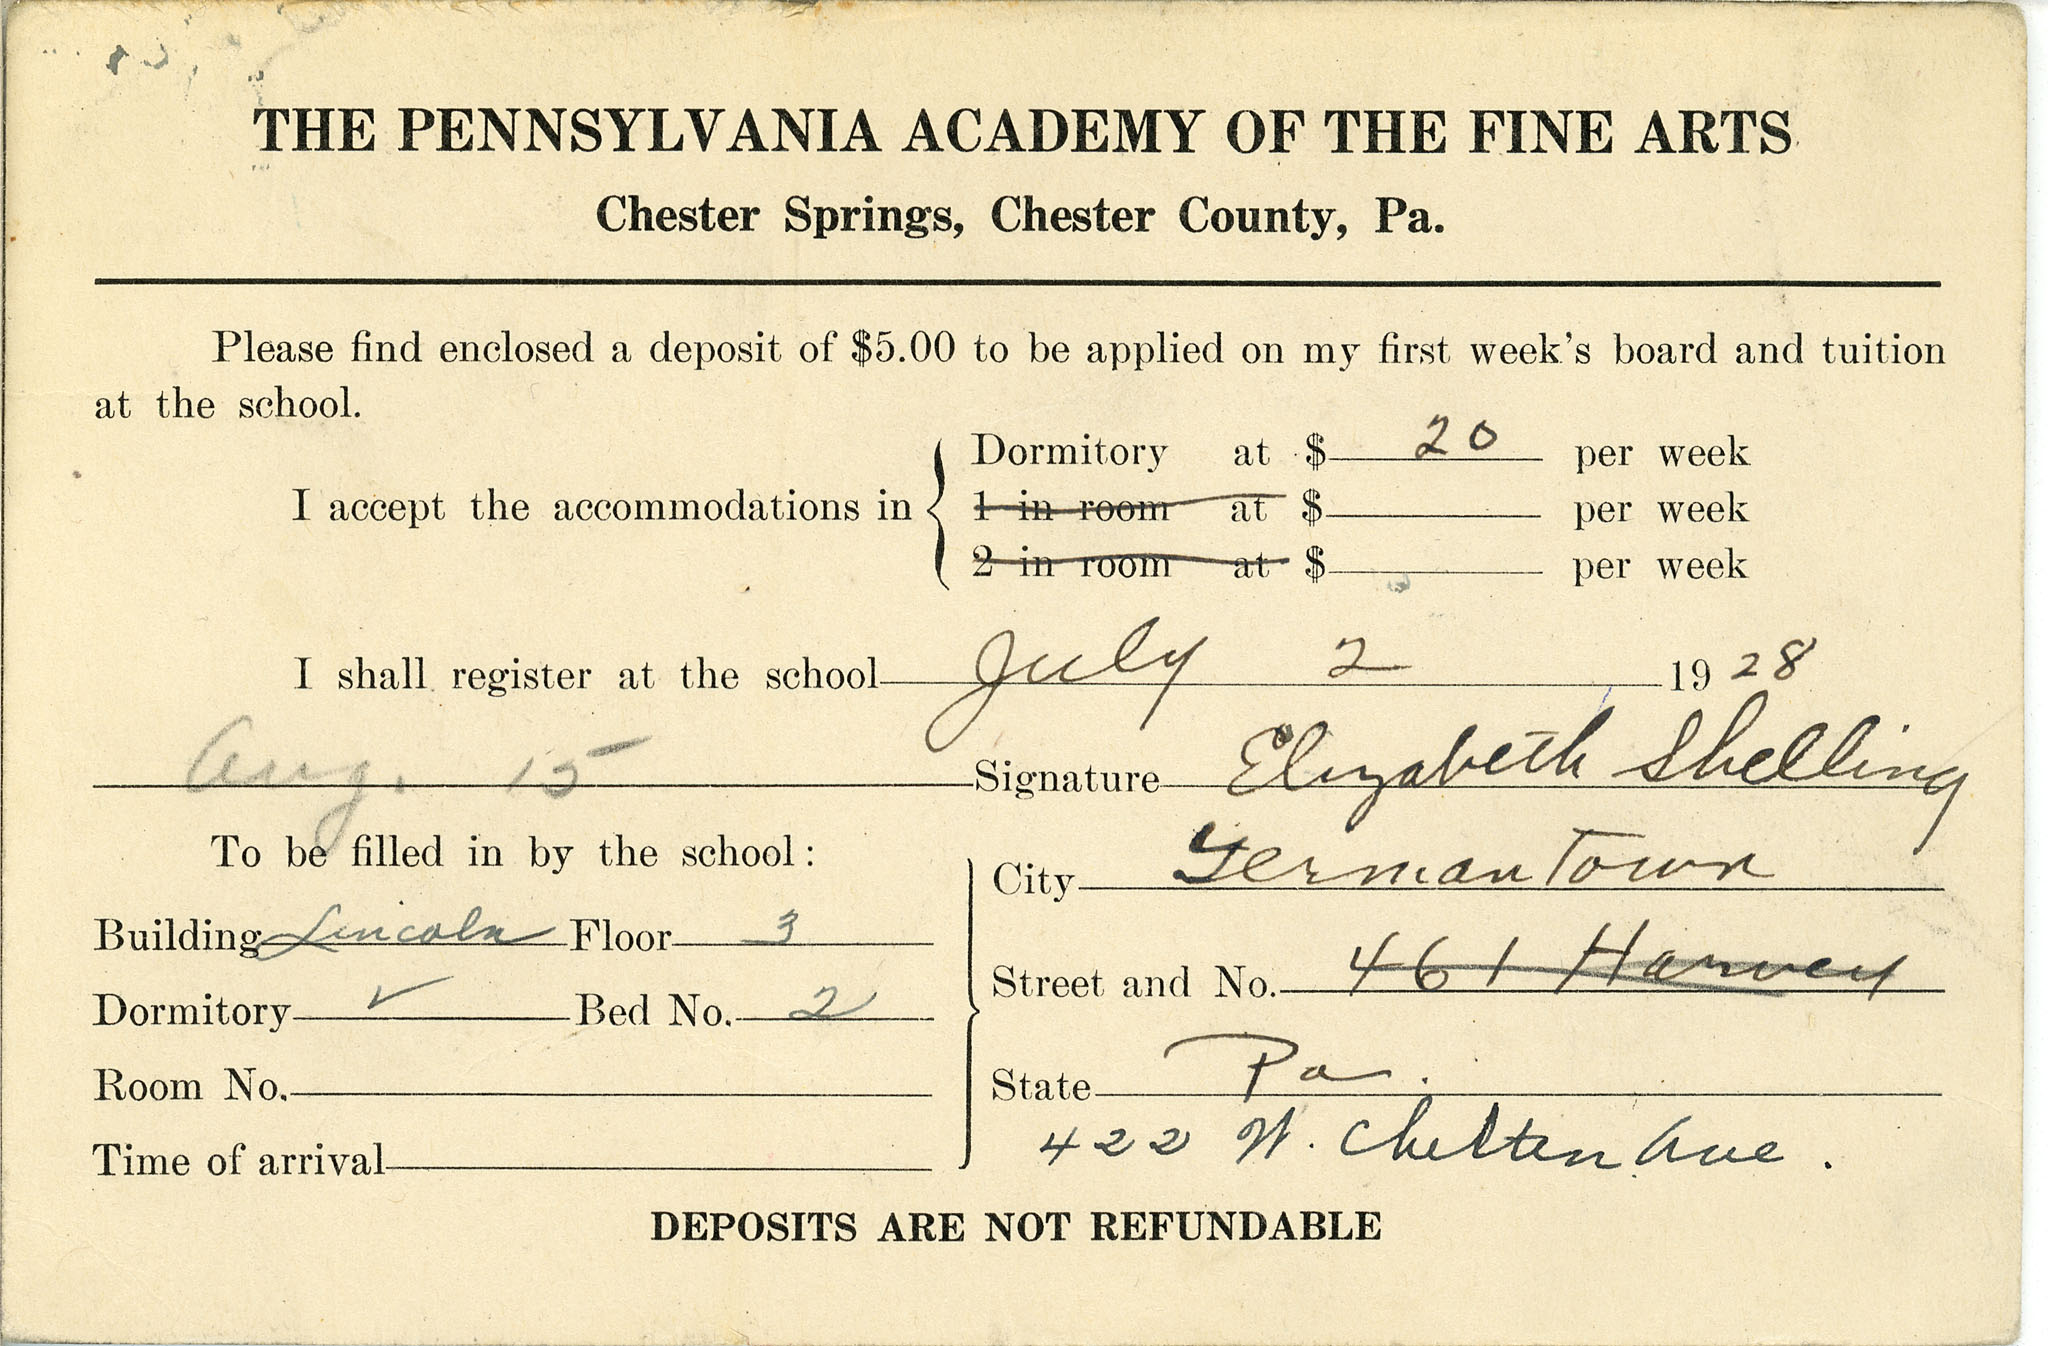 THE PENNSYLVANIA ACADEMY OF THE FINE ARTS
Chester Springs, Chester County, Pa.
Please find enclosed a deposit of $5.00 to be applied on my first week's board and tuition
at the school.
I accept the accommodations in
Dormitory at $ 20 per week
1 in room at $ per week
2 in room at $ per week
I shall register at the school July 2 1928
Aug. 15 Signature Elizabeth Shelling
To be filled in by the school:
City Germantown
Building Lincoln Floor 3
Street and No. 461 Harvey
Dormitory ✓ Bed No. 2
State Pa.
Room No.
422 W. Chelten Ave.
Time of arrival
DEPOSITS ARE NOT REFUNDABLE